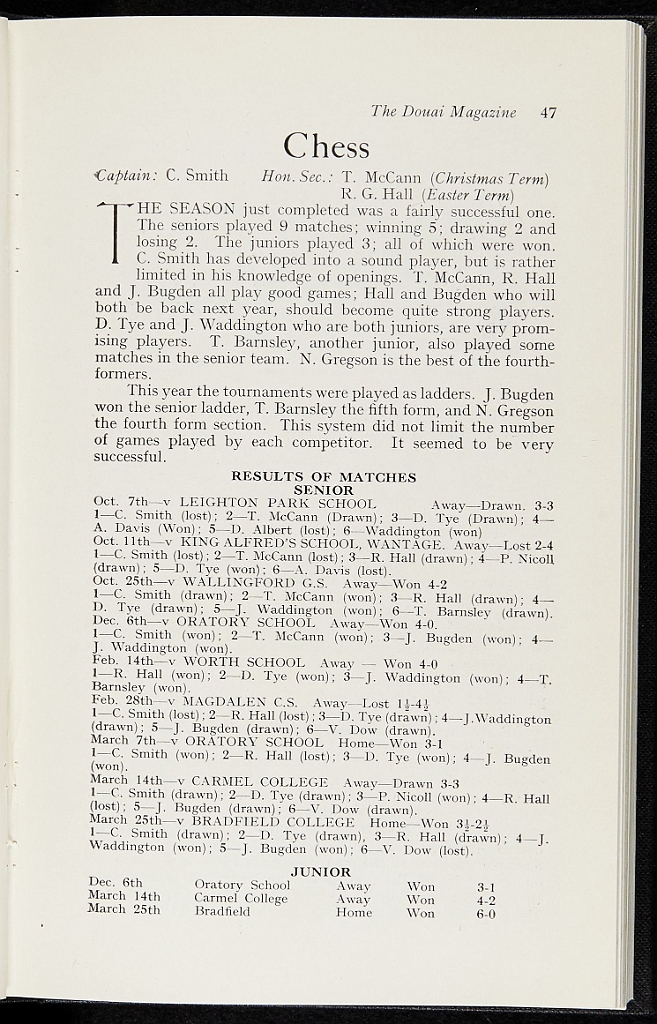 The Douai Magazine 47
Chess
Captain: C. Smith Hon. Sec.: T. McCann (Christmas Term)
R. G. Hall (Easter Term)
THE SEASON just completed was a fairly successful one.
The seniors played 9 matches; winning 5; drawing 2 and
losing 2. The juniors played 3; all of which were won.
C. Smith has developed into a sound player, but is rather
limited in his knowledge of openings. T. McCann, R. Hall
and J. Bugden all play good games; Hall and Bugden who will
both be back next year, should become quite strong players.
D. Tye and J. Waddington who are both juniors, are very prom-
ising players. T. Barnsley, another junior, also played some
matches in the senior team. N. Gregson is the best of the fourth-
formers.
This year the tournaments were played as ladders. J. Bugden
won the senior ladder, T. Barnsley the fifth form, and N. Gregson
the fourth form section. This system did not limit the number
of games played by each competitor. It seemed to be very
successful.
RESULTS OF MATCHES
SENIOR
Oct. 7th—v LEIGHTON PARK SCHOOL Away—Drawn. 3-3
1—C. Smith (lost); 2—T. McCann (Drawn); 3—D. Tye (Drawn); 4—
A. Davis (Won); 5—D. Albert (lost); 6—Waddington (won)
Oct. 11th—v KING ALFRED'S SCHOOL, WANTAGE. Away—Lost 2-4
1—C. Smith (lost); 2—T. McCann (lost); 3—R. Hall (drawn); 4—P. Nicoll
(drawn); 5—D. Tye (won); 6—A. Davis (lost).
Oct. 25th—v WALLINGFORD G.S. Away—Won 4-2
1—C. Smith (drawn); 2—T. McCann (won); 3—R. Hall (drawn); 4—
D. Tye (drawn); 5—J. Waddington (won); 6—T. Barnsley (drawn).
Dec. 6th—v ORATORY SCHOOL Away—Won 4-0.
1—C. Smith (won); 2—T. McCann (won); 3—J. Bugden (won); 4—
J. Waddington (won).
Feb. 14th—v WORTH SCHOOL Away — Won 4-0
1—R. Hall (won); 2—D. Tye (won); 3—J. Waddington (won); 4—T.
Barnsley (won).
Feb. 28th—v MAGDALEN C.S. Away—Lost 1½-4½
1—C. Smith (lost); 2—R. Hall (lost); 3—D. Tye (drawn); 4—J.Waddington
(drawn); 5—J. Bugden (drawn); 6—V. Dow (drawn).
March 7th—v ORATORY SCHOOL Home—Won 3-1
1—C. Smith (won); 2—R. Hall (lost); 3—D. Tye (won); 4—J. Bugden
(won).
March 14th—v CARMEL COLLEGE Away—Drawn 3-3
1—C. Smith (drawn); 2—D. Tye (drawn); 3—P. Nicoll (won); 4—R. Hall
(lost); 5—J. Bugden (drawn); 6—V. Dow (drawn).
March 25th—v BRADFIELD COLLEGE Home—Won 3½-2½
1—C. Smith (drawn); 2—D. Tye (drawn), 3—R. Hall (drawn); 4—J.
Waddington (won); 5—J. Bugden (won); 6—V. Dow (lost).
JUNIOR
Dec. 6th Oratory School Away Won 3-1
March 14th Carmel College Away Won 4-2
March 25th Bradfield Home Won 6-0